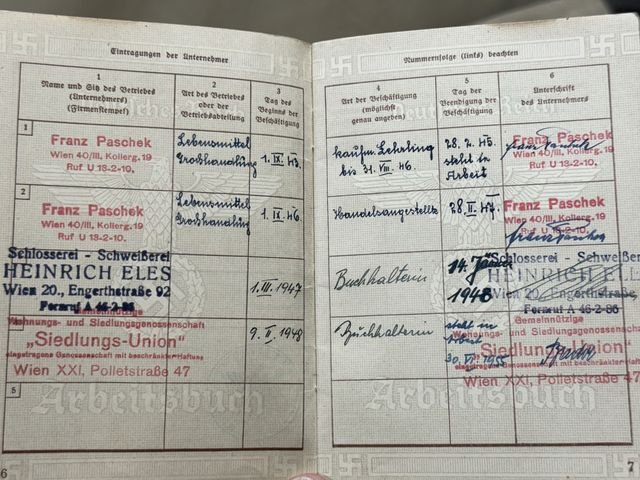 Eintragungen der Unternehmer
1
Name und Sitz des Betriebes
(Unternehmers)
(Firmenstempel)
2
Art des Betriebes
oder der
Betriebsabteilung
3
Tag des
Beginns der
Beschäftigung
1
Franz Paschek
Wien 40/III, Kollerg. 19
Ruf U 18-2-10.
Lebensmittel
Großhandlung
1. IX. 43.
2
Franz Paschek
Wien 40/III, Kollerg. 19
Ruf U 18-2-10.
Lebensmittel
Großhandlung
1. IX. 46
Schlosserei - Schweißerei
HEINRICH ELES
Wien 20., Engerthstraße 92
Fernruf A 46-2-86
1. III. 1947
Gemeinnützige
Wohnungs- und Siedlungsgenossenschaft
„Siedlungs-Union"
eingetragene Genossenschaft mit beschränkter Haftung
Wien XXI, Polletstraße 47
9. II. 1948
5
Arbeitsbuch
6
Nummernfolge (links) beachten
4
Art der Beschäftigung
(möglichst
genau angeben)
5
Tag der
Beendigung der
Beschäftigung
6
Unterschrift
des Unternehmers
kaufm. Lehrling
bis 31. VIII. 46.
steht in
Arbeit
Franz Paschek
Wien 40/III, Kollerg. 19
Ruf U 18-2-10.
Handelsangestellte
Franz Paschek
Wien 40/III, Kollerg. 19
Ruf U 18-2-10.
Buchhalterin
14. Jänner
1948
Schlosserei - Schweißerei
HEINRICH ELES
Wien 20., Engerthstraße
Fernruf A 46-2-86
Buchhalterin
steht in
30. VI. 1955
Gemeinnützige
Wohnungs- und Siedlungsgenossenschaft
„Siedlungs-Union"
eingetragene Genossenschaft mit beschränkter Haftung
Wien XXI, Polletstraße 47
Arbeitsbuch
7